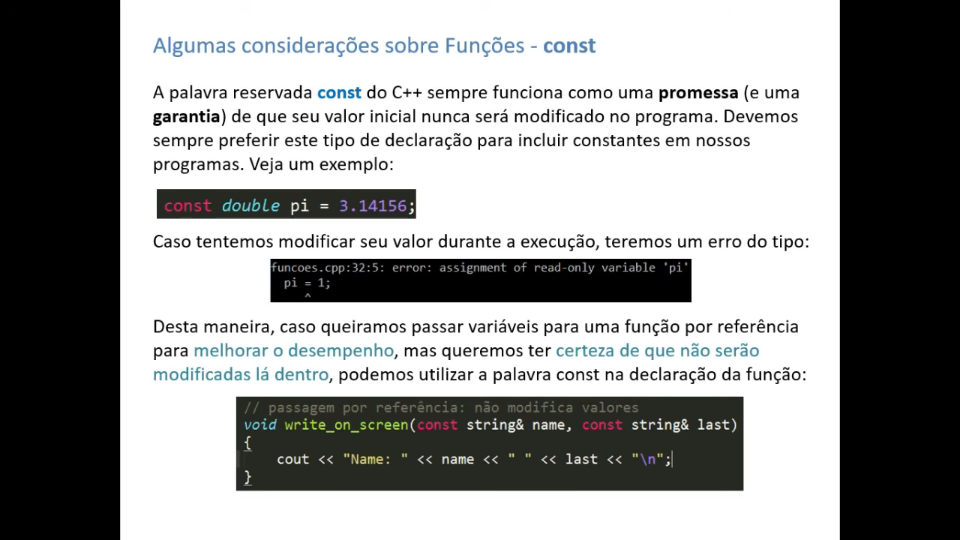 Algumas considerações sobre Funções - const
A palavra reservada const do C++ sempre funciona como uma promessa (e uma
garantia) de que seu valor inicial nunca será modificado no programa. Devemos
sempre preferir este tipo de declaração para incluir constantes em nossos
programas. Veja um exemplo:
const double pi = 3.14156;
Caso tentemos modificar seu valor durante a execução, teremos um erro do tipo:
funcoes.cpp:32:5: error: assignment of read-only variable 'pi'
pi = 1;
^
Desta maneira, caso queiramos passar variáveis para uma função por referência
para melhorar o desempenho, mas queremos ter certeza de que não serão
modificadas lá dentro, podemos utilizar a palavra const na declaração da função:
// passagem por referência: não modifica valores
void write_on_screen(const string& name, const string& last)
{
cout << "Name: " << name << " " << last << "\n";
}